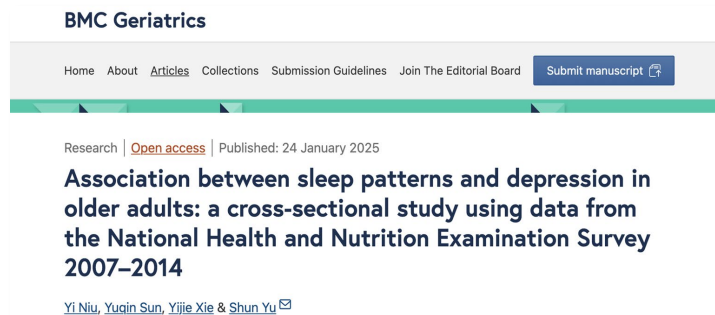 BMC Geriatrics
Home About Articles Collections Submission Guidelines Join The Editorial Board Submit manuscript
Research | Open access | Published: 24 January 2025
Association between sleep patterns and depression in
older adults: a cross-sectional study using data from
the National Health and Nutrition Examination Survey
2007–2014
Yi Niu, Yuqin Sun, Yijie Xie & Shun Yu